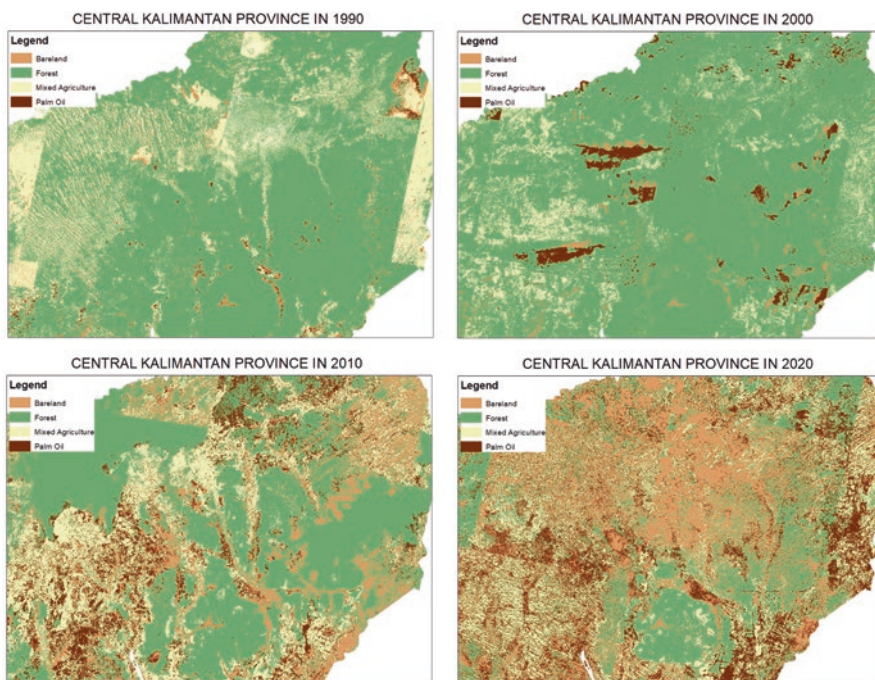 CENTRAL KALIMANTAN PROVINCE IN 1990
Legend
Bareland
Forest
Mixed Agriculture
Palm Oil
CENTRAL KALIMANTAN PROVINCE IN 2000
Legend
Bareland
Forest
Mixed Agriculture
Palm Oil
CENTRAL KALIMANTAN PROVINCE IN 2010
Legend
Bareland
Forest
Mixed Agriculture
Palm Oil
CENTRAL KALIMANTAN PROVINCE IN 2020
Legend
Bareland
Forest
Mixed Agriculture
Palm Oil